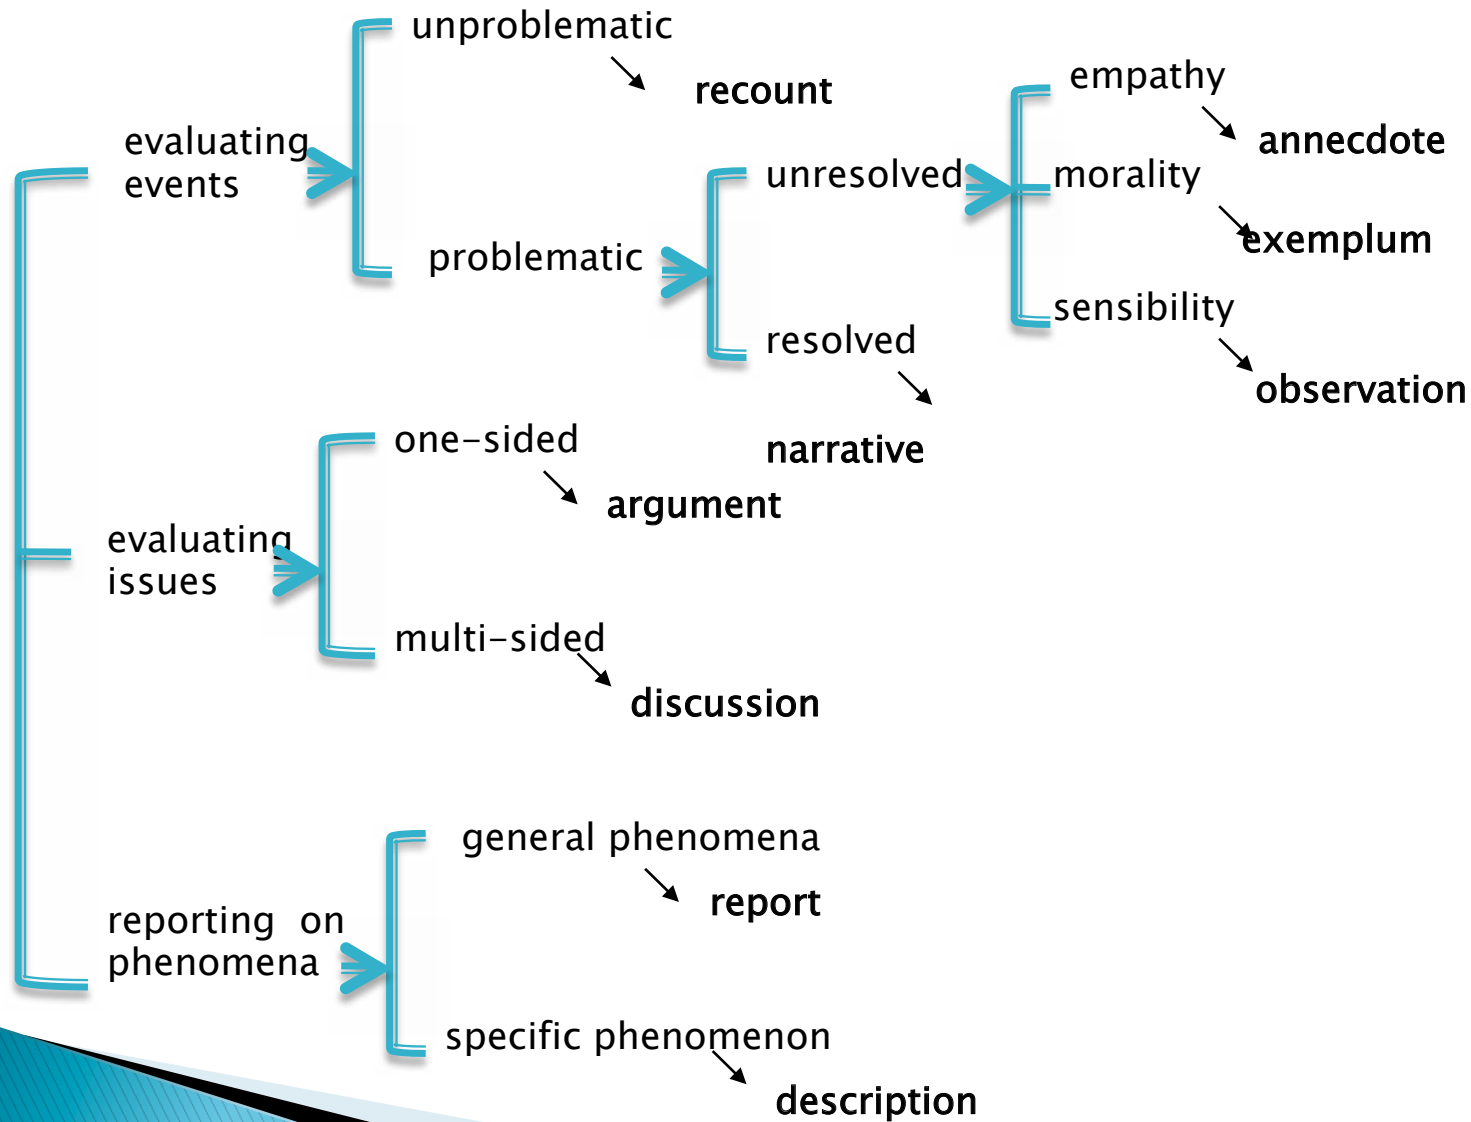 unproblematic
recount
evaluating
events
problematic
unresolved
empathy
annecdote
morality
exemplum
sensibility
observation
resolved
narrative
evaluating
issues
one-sided
argument
multi-sided
discussion
reporting on
phenomena
general phenomena
report
specific phenomenon
description